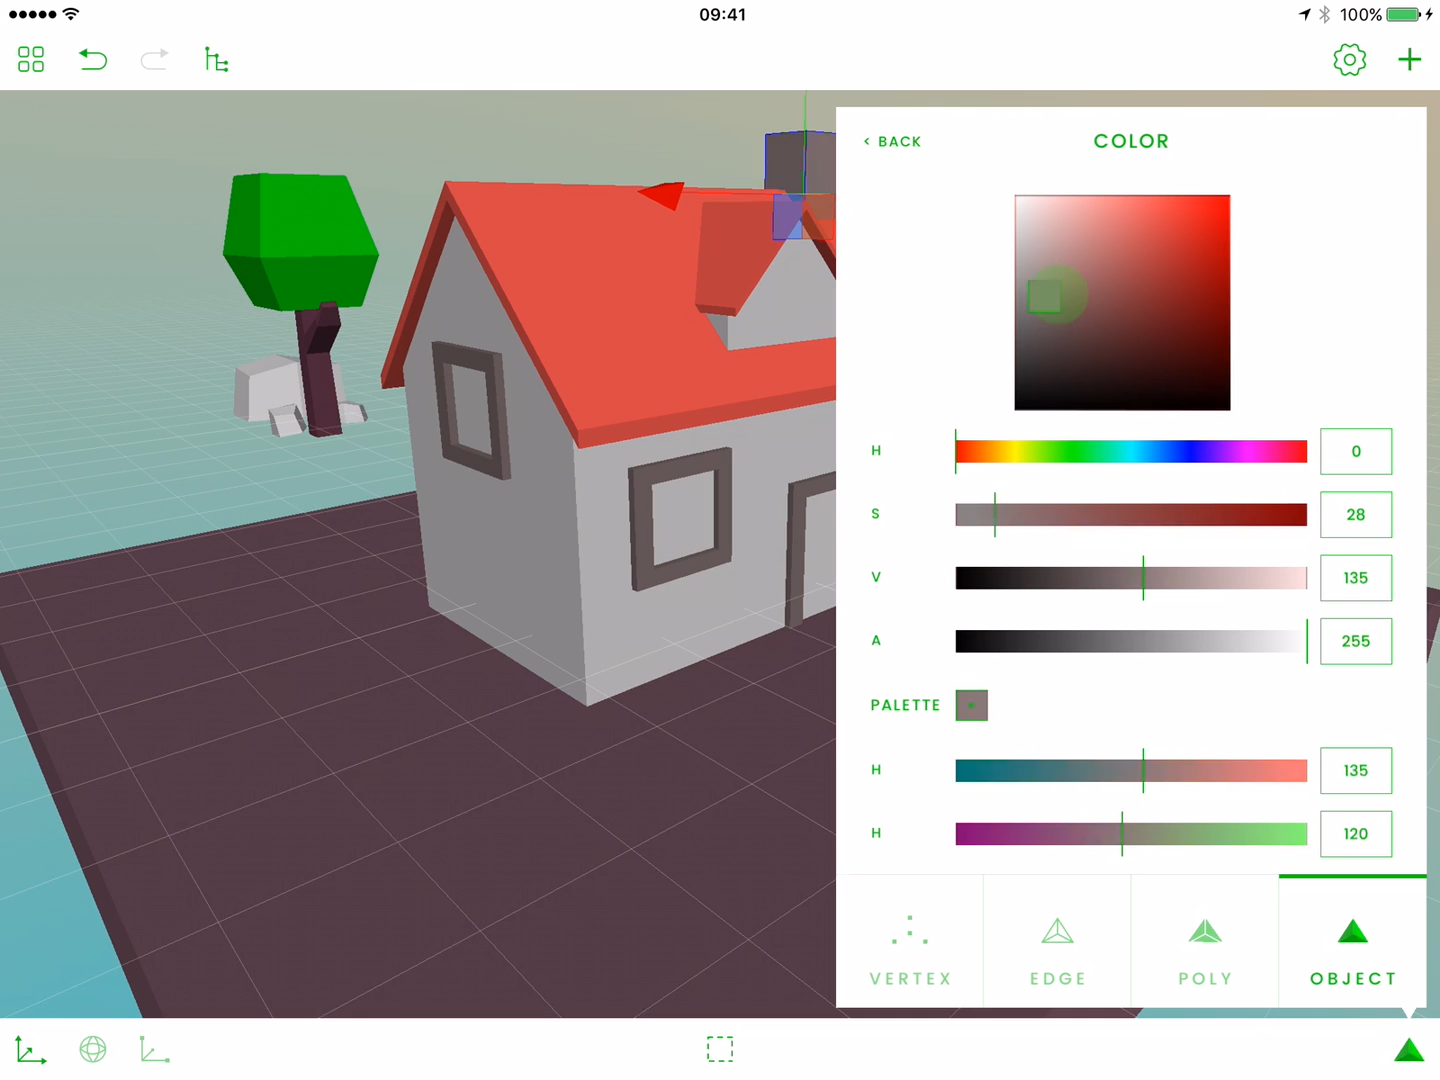 09:41
100%
< BACK
COLOR
H
0
S
28
V
135
A
255
PALETTE
H
135
H
120
VERTEX
EDGE
POLY
OBJECT